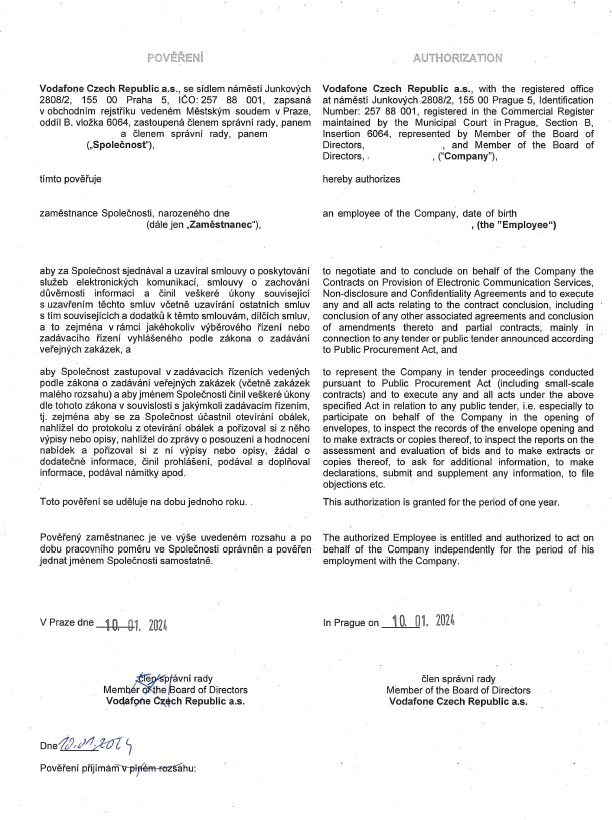 POVĚŘENÍ
Vodafone Czech Republic a.s., se sídlem náměstí Junkových
2808/2, 155 00 Praha 5, IČO: 257 88 001, zapsaná
v obchodním rejstříku vedeném Městským soudem v Praze,
oddíl B, vložka 6064, zastoupená členem správní rady, panem
a členem správní rady, panem
(„Společnost"),
tímto pověřuje
zaměstnance Společnosti, narozeného dne
(dále jen „Zaměstnanec"),
aby za Společnost sjednával a uzavíral smlouvy o poskytování
služeb elektronických komunikací, smlouvy o zachování
důvěrnosti informací a činil veškeré úkony související
s uzavřením těchto smluv včetně uzavírání ostatních smluv
s tím souvisejících a dodatků k těmto smlouvám, dílčích smluv,
a to zejména v rámci jakéhokoliv výběrového řízení nebo
zadávacího řízení vyhlášeného podle zákona o zadávání
veřejných zakázek, a
aby Společnost zastupoval v zadávacích řízeních vedených
podle zákona o zadávání veřejných zakázek (včetně zakázek
malého rozsahu) a aby jménem Společnosti činil veškeré úkony
dle tohoto zákona v souvislosti s jakýmkoli zadávacím řízením,
tj. zejména aby se za Společnost účastnil otevírání obálek,
nahlížel do protokolu z otevírání obálek a pořizoval si z něho
výpisy nebo opisy, nahlížel do zprávy o posouzení a hodnocení
nabídek a pořizoval si z ní výpisy nebo opisy, žádal o
dodatečné informace, činil prohlášení, podával a doplňoval
informace, podával námitky apod.
Toto pověření se uděluje na dobu jednoho roku.
Pověřený zaměstnanec je ve výše uvedeném rozsahu a po
dobu pracovního poměru ve Společnosti oprávněn a pověřen
jednat jménem Společnosti samostatně.
V Praze dne 10. 01. 2024
člen správní rady
Member of the Board of Directors
Vodafone Czech Republic a.s.
Dne 10.01.2024
Pověření přijímám v plném rozsahu:
AUTHORIZATION
Vodafone Czech Republic a.s., with the registered office
at náměstí Junkových 2808/2, 155 00 Prague 5, Identification
Number: 257 88 001, registered in the Commercial Register
maintained by the Municipal Court in Prague, Section B,
Insertion 6064, represented by Member of the Board of
Directors, , and Member of the Board of
Directors, , ("Company"),
hereby authorizes
an employee of the Company, date of birth
, (the "Employee")
to negotiate and to conclude on behalf of the Company the
Contracts on Provision of Electronic Communication Services,
Non-disclosure and Confidentiality Agreements and to execute
any and all acts relating to the contract conclusion, including
conclusion of any other associated agreements and conclusion
of amendments thereto and partial contracts; mainly in
connection to any tender or public tender announced according
to Public Procurement Act, and
to represent the Company in tender proceedings conducted
pursuant to Public Procurement Act (including small-scale
contracts) and to execute any and all acts under the above
specified Act in relation to any public tender, i.e. especially to
participate on behalf of the Company in the opening of
envelopes, to inspect the records of the envelope opening and
to make extracts or copies thereof, to inspect the reports on the
assessment and evaluation of bids and to make extracts or
copies thereof, to ask for additional information, to make
declarations, submit and supplement any information, to file
objections etc.
This authorization is granted for the period of one year.
The authorized Employee is entitled and authorized to act on
behalf of the Company independently for the period of his
employment with the Company.
In Prague on 10. 01. 2024
člen správní rady
Member of the Board of Directors
Vodafone Czech Republic a.s.